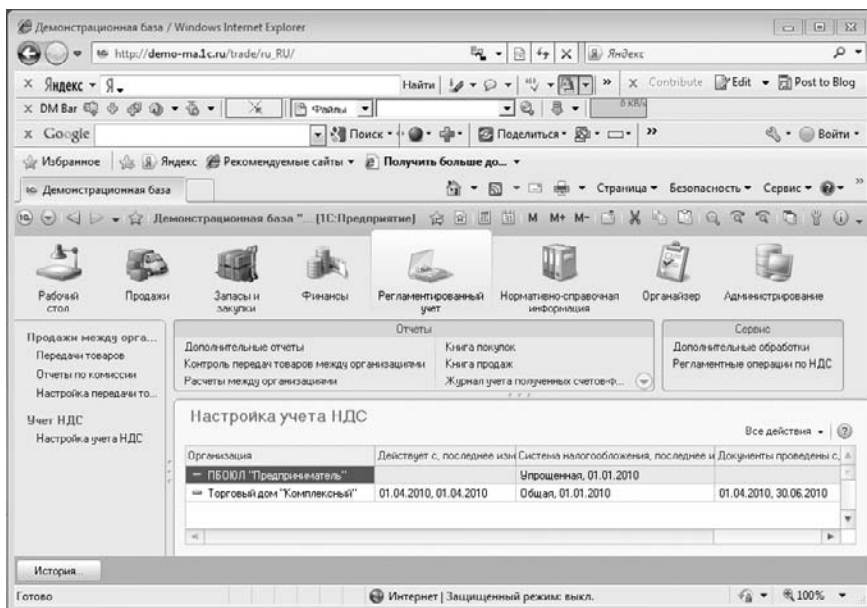 Демонстрационная база / Windows Internet Explorer
http://demo-ma.1c.ru/trade/ru_RU/
Яндекс
× Яндекс Я. Найти » × Contribute Edit Post to Blog
× DM Bar Файлы 0 KB/s
× Google Поиск Поделиться » Войти
Избранное Яндекс Рекомендуемые сайты Получить больше до...
Демонстрационная база Страница Безопасность Сервис »
Демонстрационная база "... [1С:Предприятие] M M+ M-
Рабочий стол
Продажи
Запасы и закупки
Финансы
Регламентированный учет
Нормативно-справочная информация
Органайзер
Администрирование
Продажи между орга...
Передачи товаров
Отчеты по комиссии
Настройка передачи то...
Учет НДС
Настройка учета НДС
Отчеты
Дополнительные отчеты
Контроль передач товаров между организациями
Расчеты между организациями
Книга покупок
Книга продаж
Журнал учета полученных счетов-ф...
Сервис
Дополнительные обработки
Регламентные операции по НДС
Настройка учета НДС
Все действия
Организация Действует с, последнее изм Система налогообложения, последнее и Документы проведены с,
ПБОЮЛ "Предприниматель" Упрощенная, 01.01.2010
Торговый дом "Комплексный" 01.04.2010, 01.04.2010 Общая, 01.01.2010 01.04.2010, 30.06.2010
История...
Готово Интернет | Защищенный режим: выкл. 100%